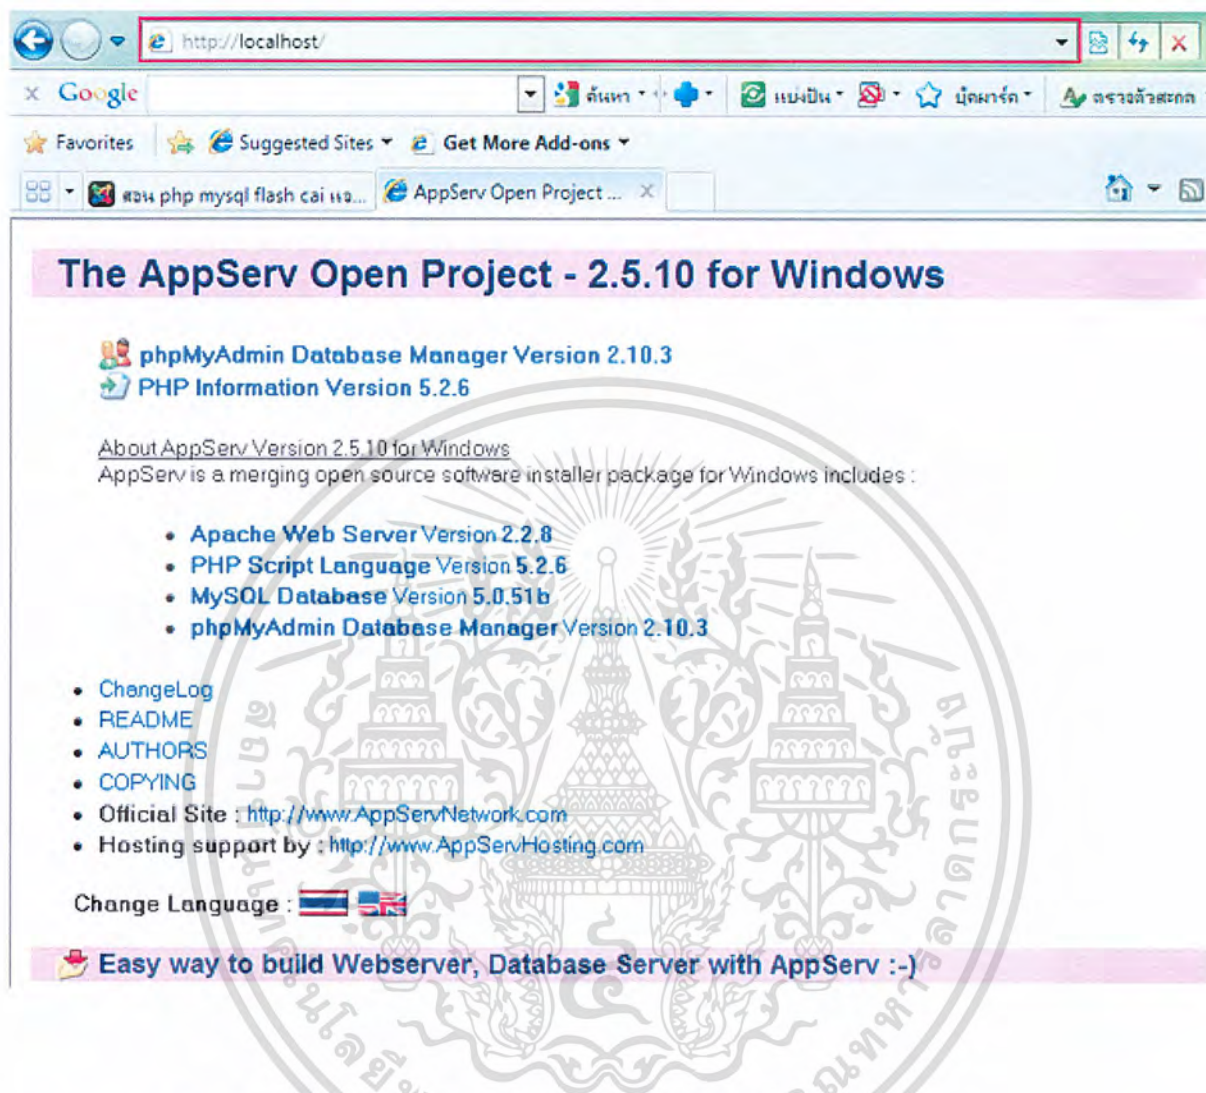 http://localhost/
Google ค้นหา แบ่งปัน บุ๊คมาร์ค ตรวจตัวสะกด
Favorites Suggested Sites Get More Add-ons
สอน php mysql flash cai แอ... AppServ Open Project ...
The AppServ Open Project - 2.5.10 for Windows
phpMyAdmin Database Manager Version 2.10.3
PHP Information Version 5.2.6
About AppServ Version 2.5.10 for Windows
AppServ is a merging open source software installer package for Windows includes :
Apache Web Server Version 2.2.8
PHP Script Language Version 5.2.6
MySQL Database Version 5.0.51b
phpMyAdmin Database Manager Version 2.10.3
ChangeLog
README
AUTHORS
COPYING
Official Site : http://www.AppServNetwork.com
Hosting support by : http://www.AppServHosting.com
Change Language :
Easy way to build Webserver, Database Server with AppServ :-)